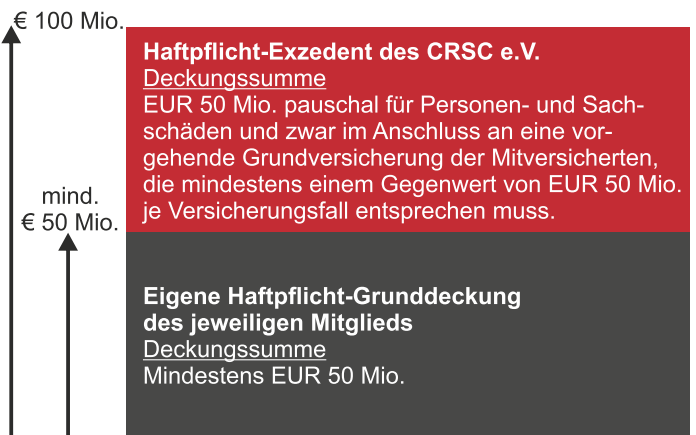 € 100 Mio.
Haftpflicht-Exzedent des CRSC e.V.
Deckungssumme
EUR 50 Mio. pauschal für Personen- und Sach-
schäden und zwar im Anschluss an eine vor-
gehende Grundversicherung der Mitversicherten,
die mindestens einem Gegenwert von EUR 50 Mio.
je Versicherungsfall entsprechen muss.
mind.
€ 50 Mio.
Eigene Haftpflicht-Grunddeckung
des jeweiligen Mitglieds
Deckungssumme
Mindestens EUR 50 Mio.